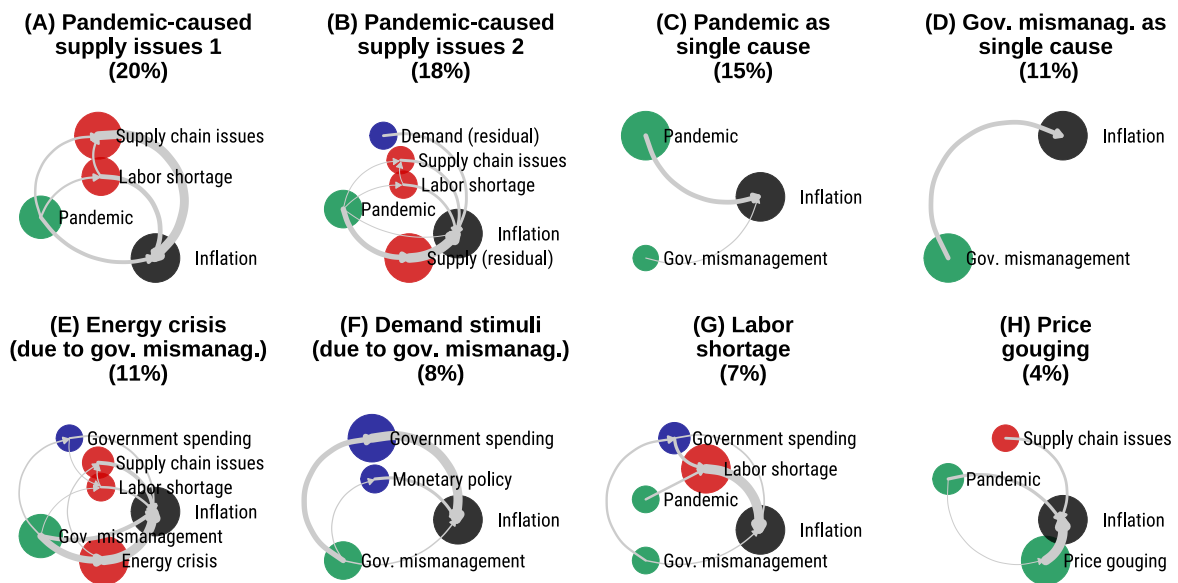 (A) Pandemic-caused
supply issues 1
(20%)
Supply chain issues
Labor shortage
Pandemic
Inflation
(B) Pandemic-caused
supply issues 2
(18%)
Demand (residual)
Supply chain issues
Labor shortage
Pandemic
Inflation
Supply (residual)
(C) Pandemic as
single cause
(15%)
Pandemic
Inflation
Gov. mismanagement
(D) Gov. mismanag. as
single cause
(11%)
Inflation
Gov. mismanagement
(E) Energy crisis
(due to gov. mismanag.)
(11%)
Government spending
Supply chain issues
Labor shortage
Inflation
Gov. mismanagement
Energy crisis
(F) Demand stimuli
(due to gov. mismanag.)
(8%)
Government spending
Monetary policy
Inflation
Gov. mismanagement
(G) Labor
shortage
(7%)
Government spending
Labor shortage
Pandemic
Inflation
Gov. mismanagement
(H) Price
gouging
(4%)
Supply chain issues
Pandemic
Inflation
Price gouging